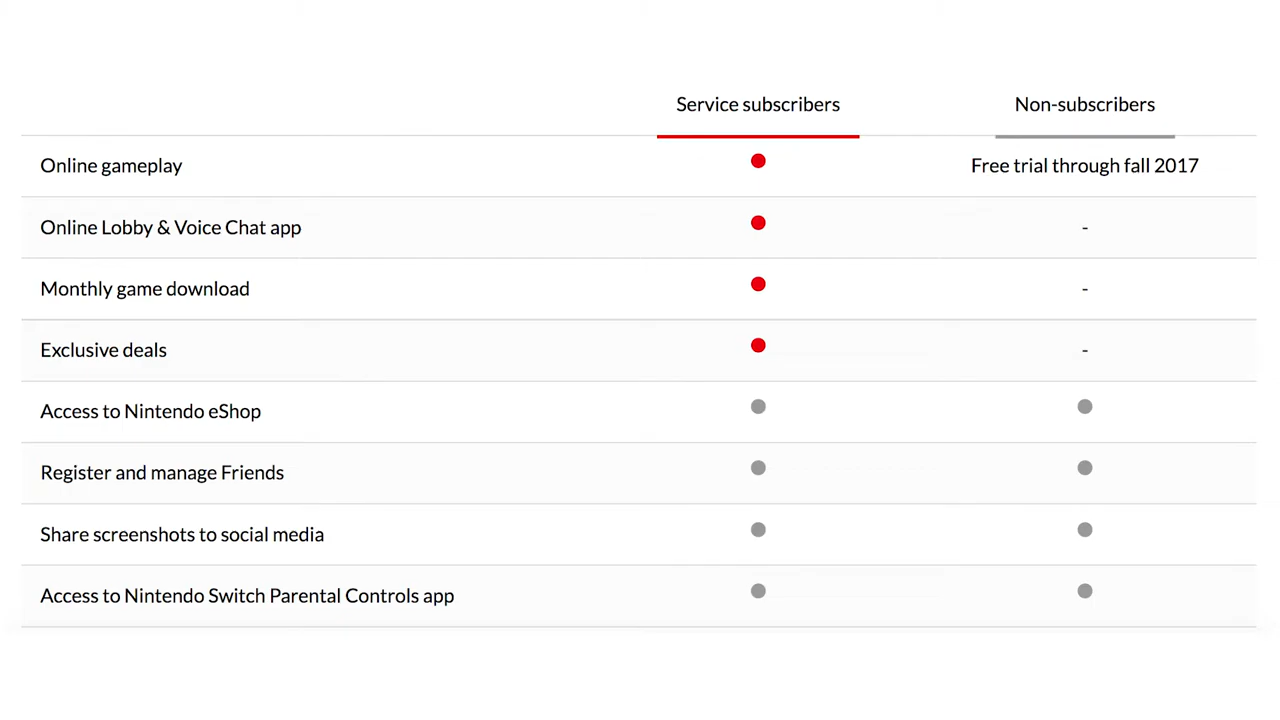 Service subscribers Non-subscribers
Online gameplay Free trial through fall 2017
Online Lobby & Voice Chat app -
Monthly game download -
Exclusive deals -
Access to Nintendo eShop
Register and manage Friends
Share screenshots to social media
Access to Nintendo Switch Parental Controls app